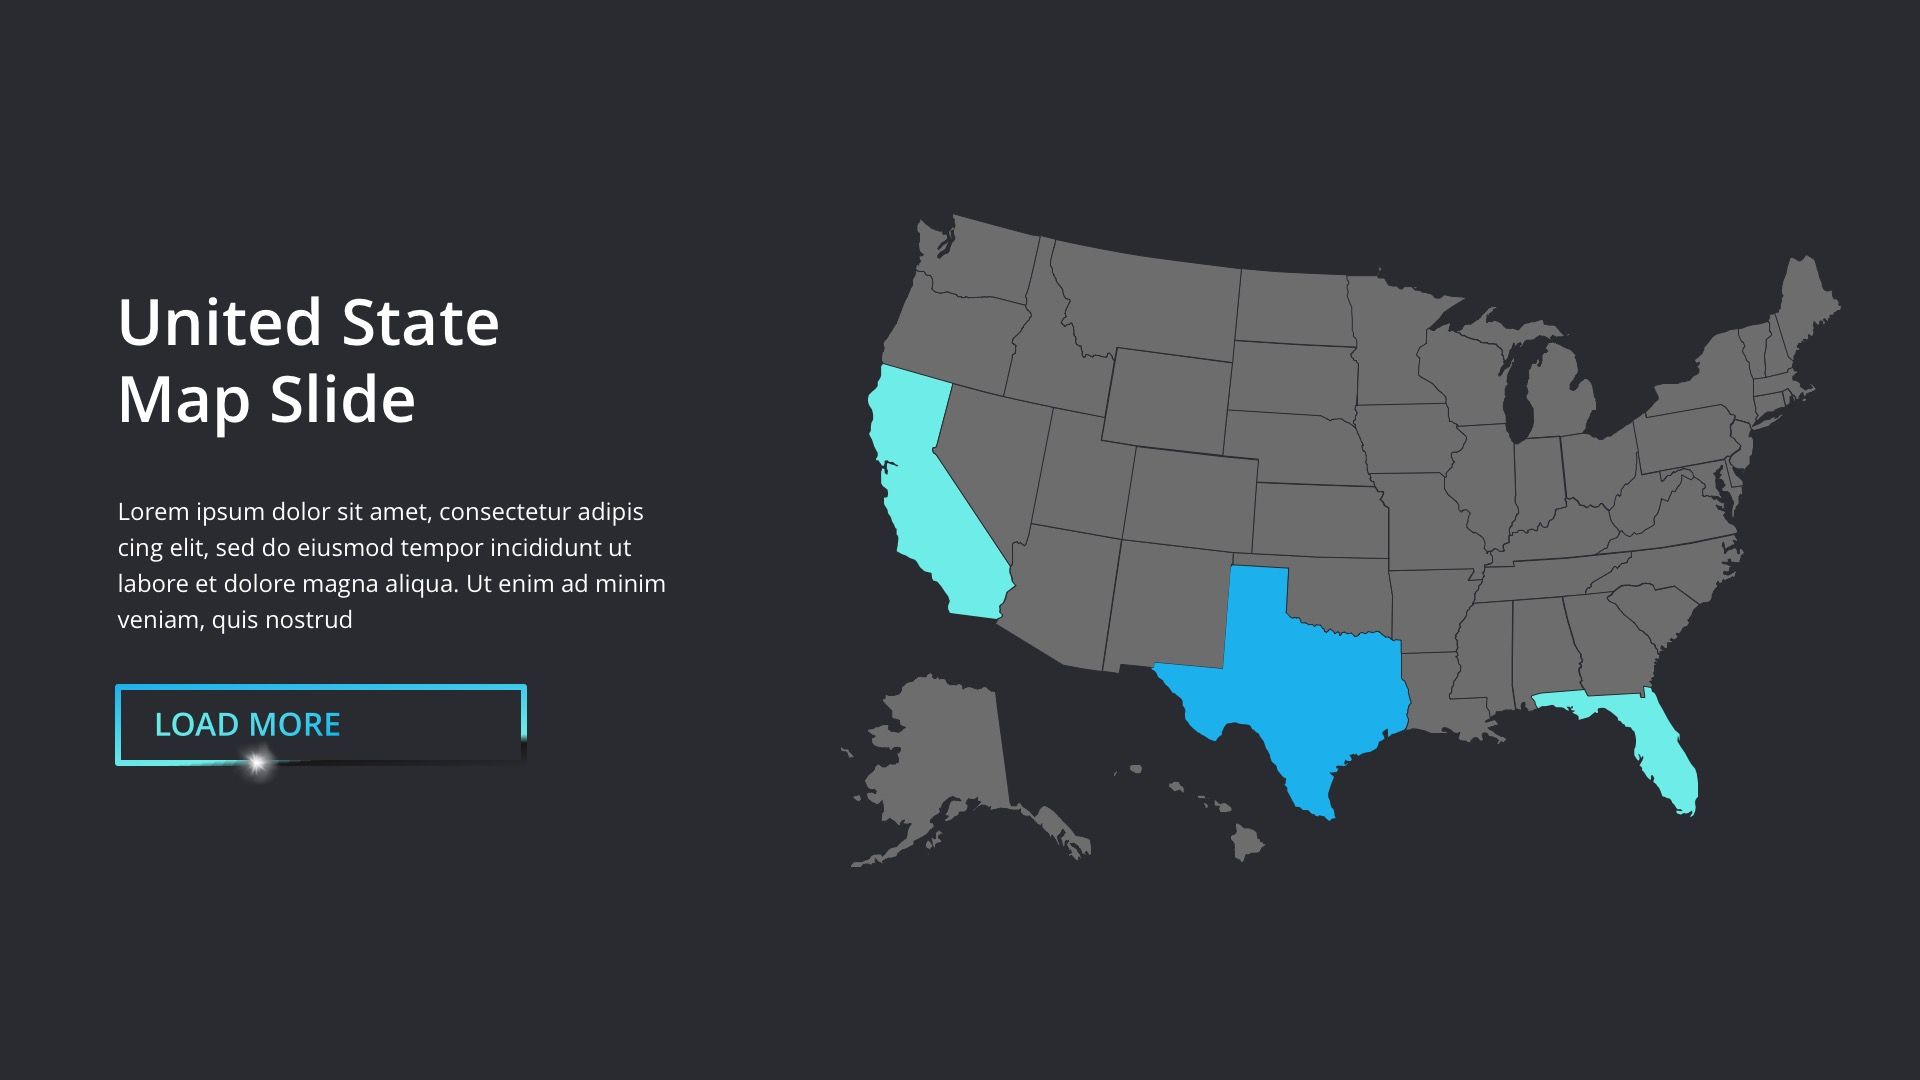 United State
Map Slide
Lorem ipsum dolor sit amet, consectetur adipis
cing elit, sed do eiusmod tempor incididunt ut
labore et dolore magna aliqua. Ut enim ad minim
veniam, quis nostrud
LOAD MORE